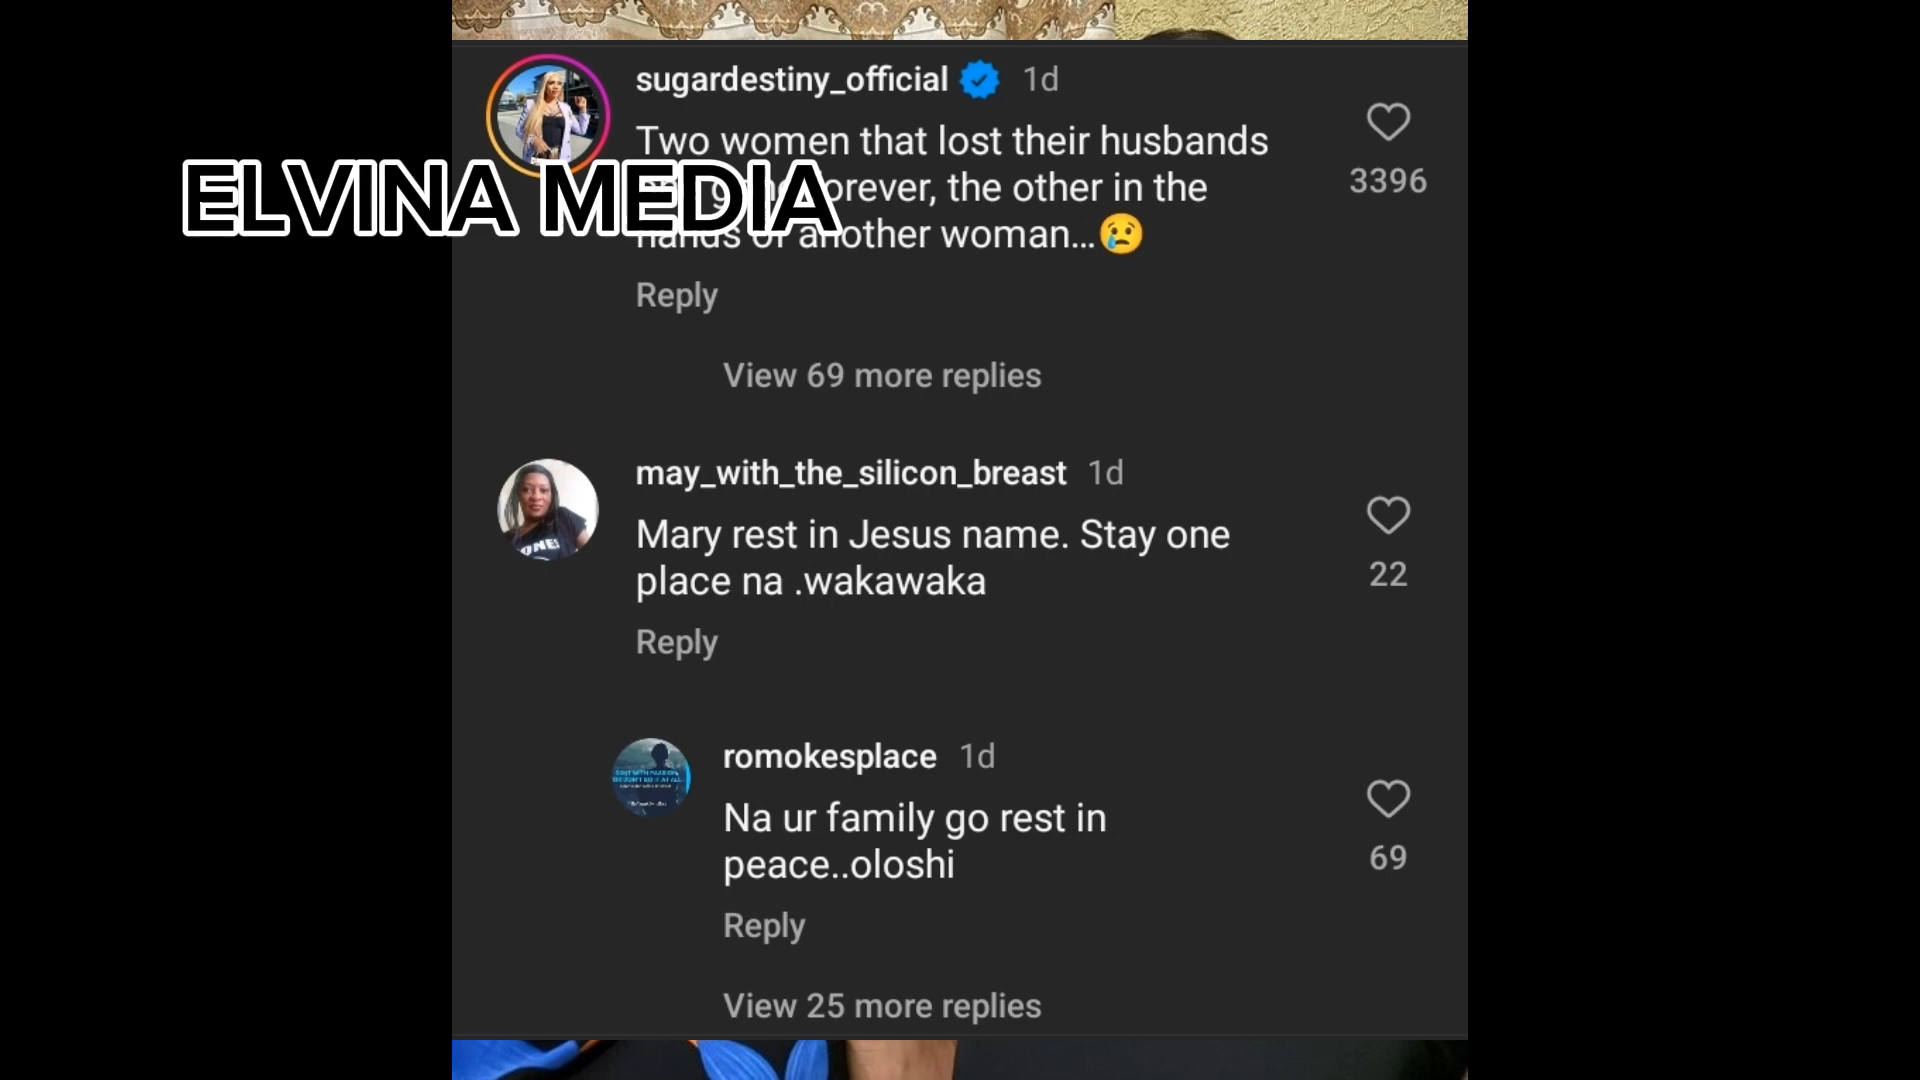 sugardestiny_official 1d
Two women that lost their husbands
forever, the other in the
hands of another woman...😢
3396
Reply
ELVINA MEDIA
View 69 more replies
may_with_the_silicon_breast 1d
Mary rest in Jesus name. Stay one
place na .wakawaka
22
Reply
romokesplace 1d
Na ur family go rest in
peace..oloshi
69
Reply
View 25 more replies